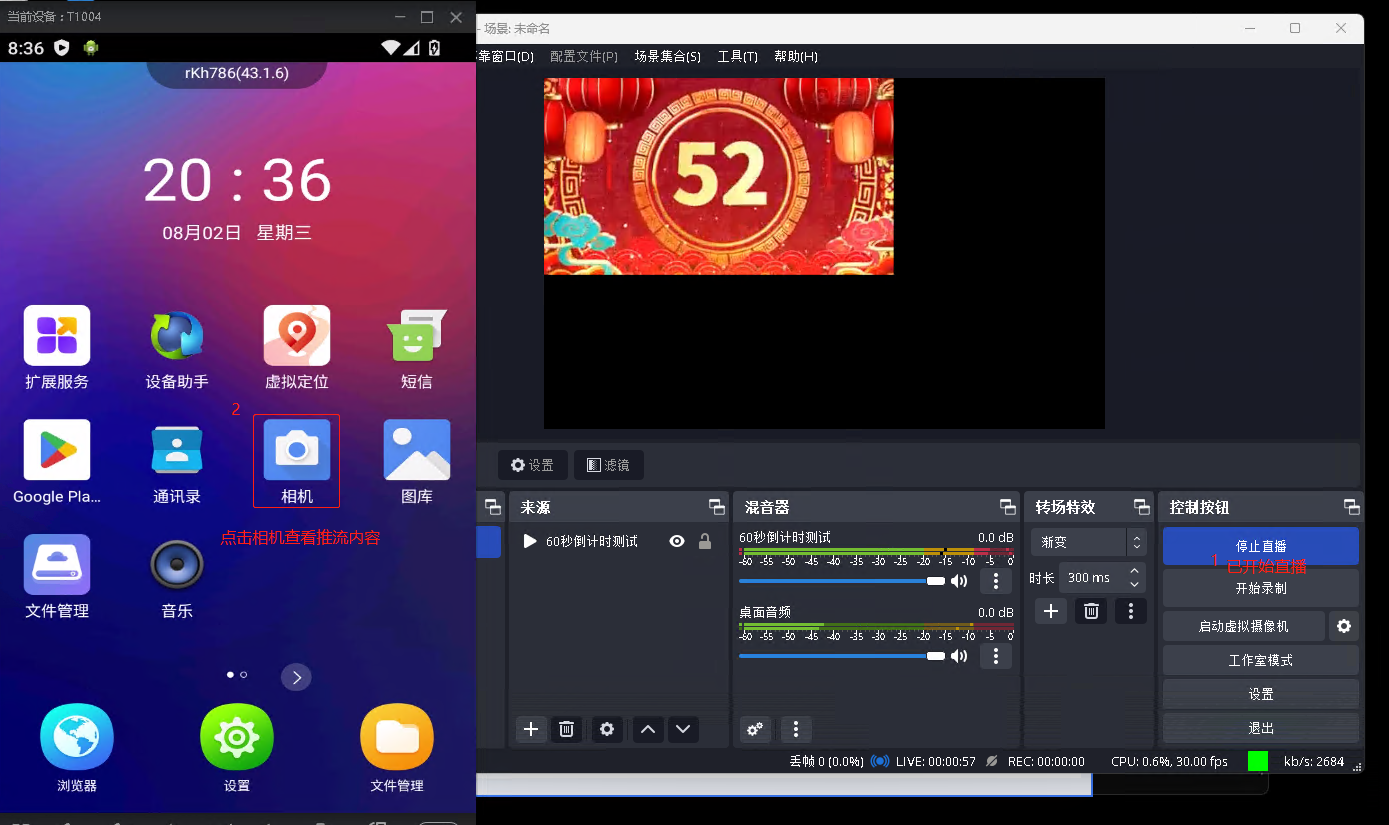 当前设备：T1004
8:36
rKh786(43.1.6)
20 : 36
08月02日 星期三
扩展服务
设备助手
虚拟定位
短信
2
Google Pla...
通讯录
相机
图库
点击相机查看推流内容
文件管理
音乐
浏览器
设置
文件管理
- 场景: 未命名
靠窗口(D) 配置文件(P) 场景集合(S) 工具(T) 帮助(H)
52
设置
滤镜
来源
60秒倒计时测试
混音器
60秒倒计时测试 0.0 dB
-60 -55 -50 -45 -40 -35 -30 -25 -20 -15 -10 -5 0
桌面音频 0.0 dB
-60 -55 -50 -45 -40 -35 -30 -25 -20 -15 -10 -5 0
转场特效
渐变
时长 300 ms
控制按钮
停止直播
1 已开始直播
开始录制
启动虚拟摄像机
工作室模式
设置
退出
丢帧 0 (0.0%) LIVE: 00:00:57 REC: 00:00:00 CPU: 0.6%, 30.00 fps kb/s: 2684